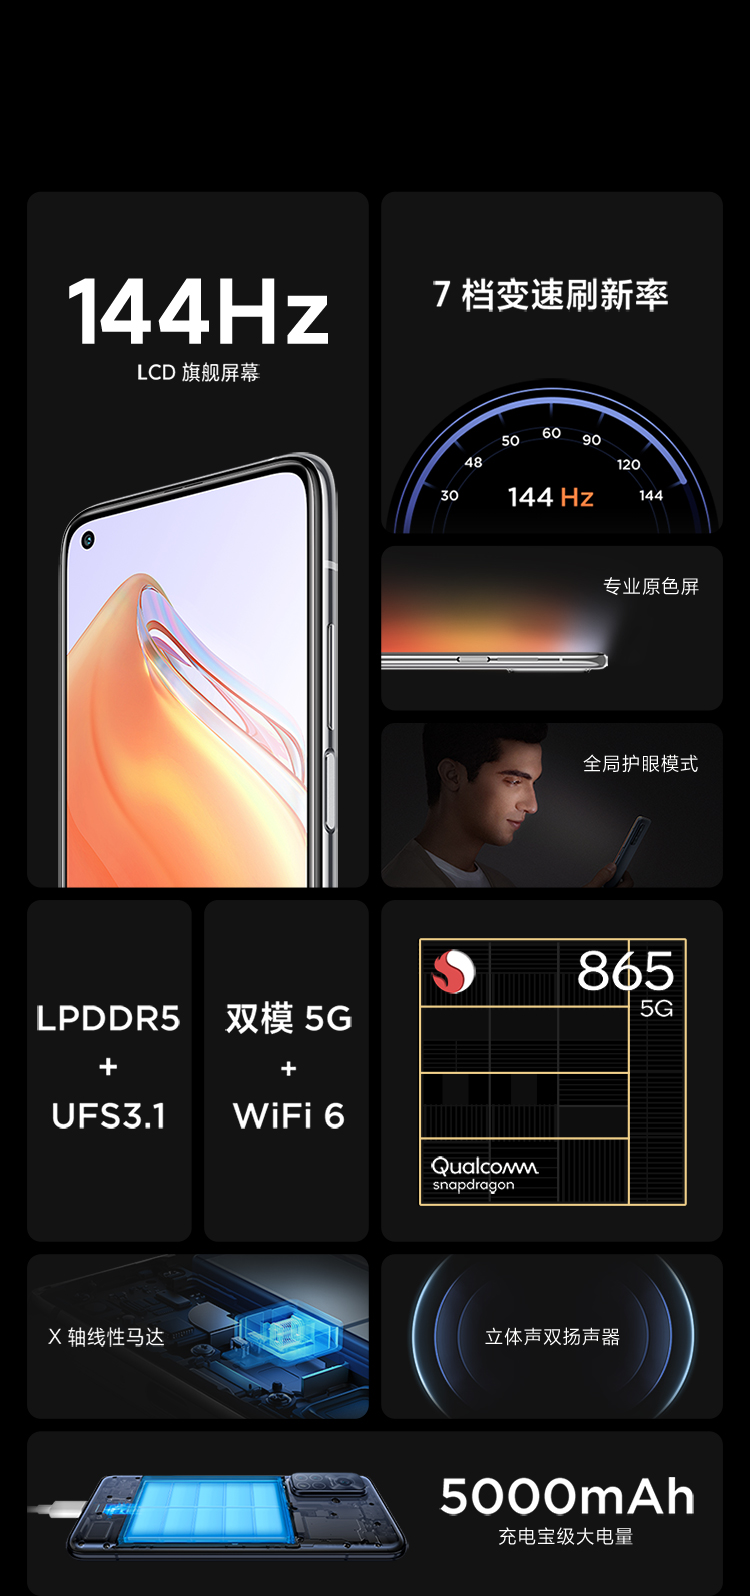 144Hz
LCD 旗舰屏幕
7 档变速刷新率
30
48
50
60
90
120
144
144 Hz
专业原色屏
全局护眼模式
LPDDR5
+
UFS3.1
双模 5G
+
WiFi 6
865
5G
Qualcomm
snapdragon
X 轴线性马达
立体声双扬声器
5000mAh
充电宝级大电量